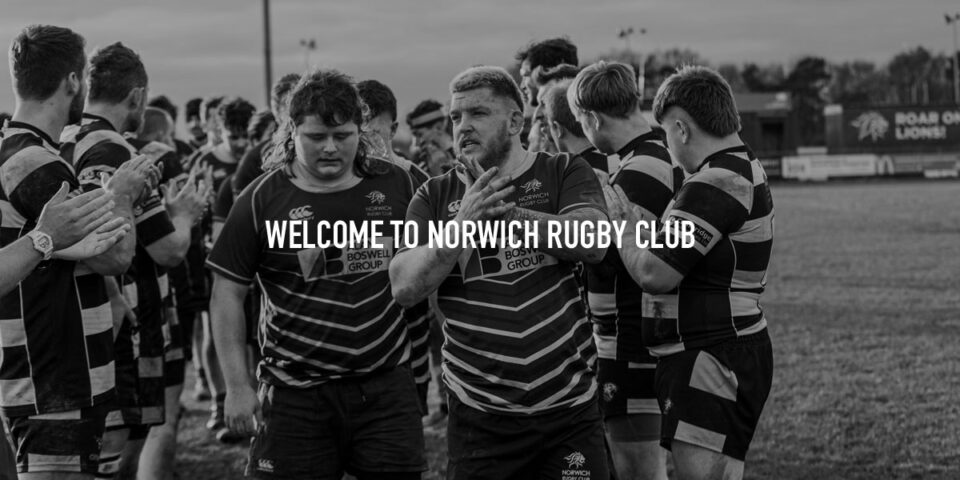 ROAR ON
LIONS!
NORWICH
RUGBY CLUB
NORWICH
RUGBY CLUB
WELCOME TO NORWICH RUGBY CLUB
B
BOSWELL
GROUP
B
BOSWELL
GROUP
NORWICH
RUGBY CLUB